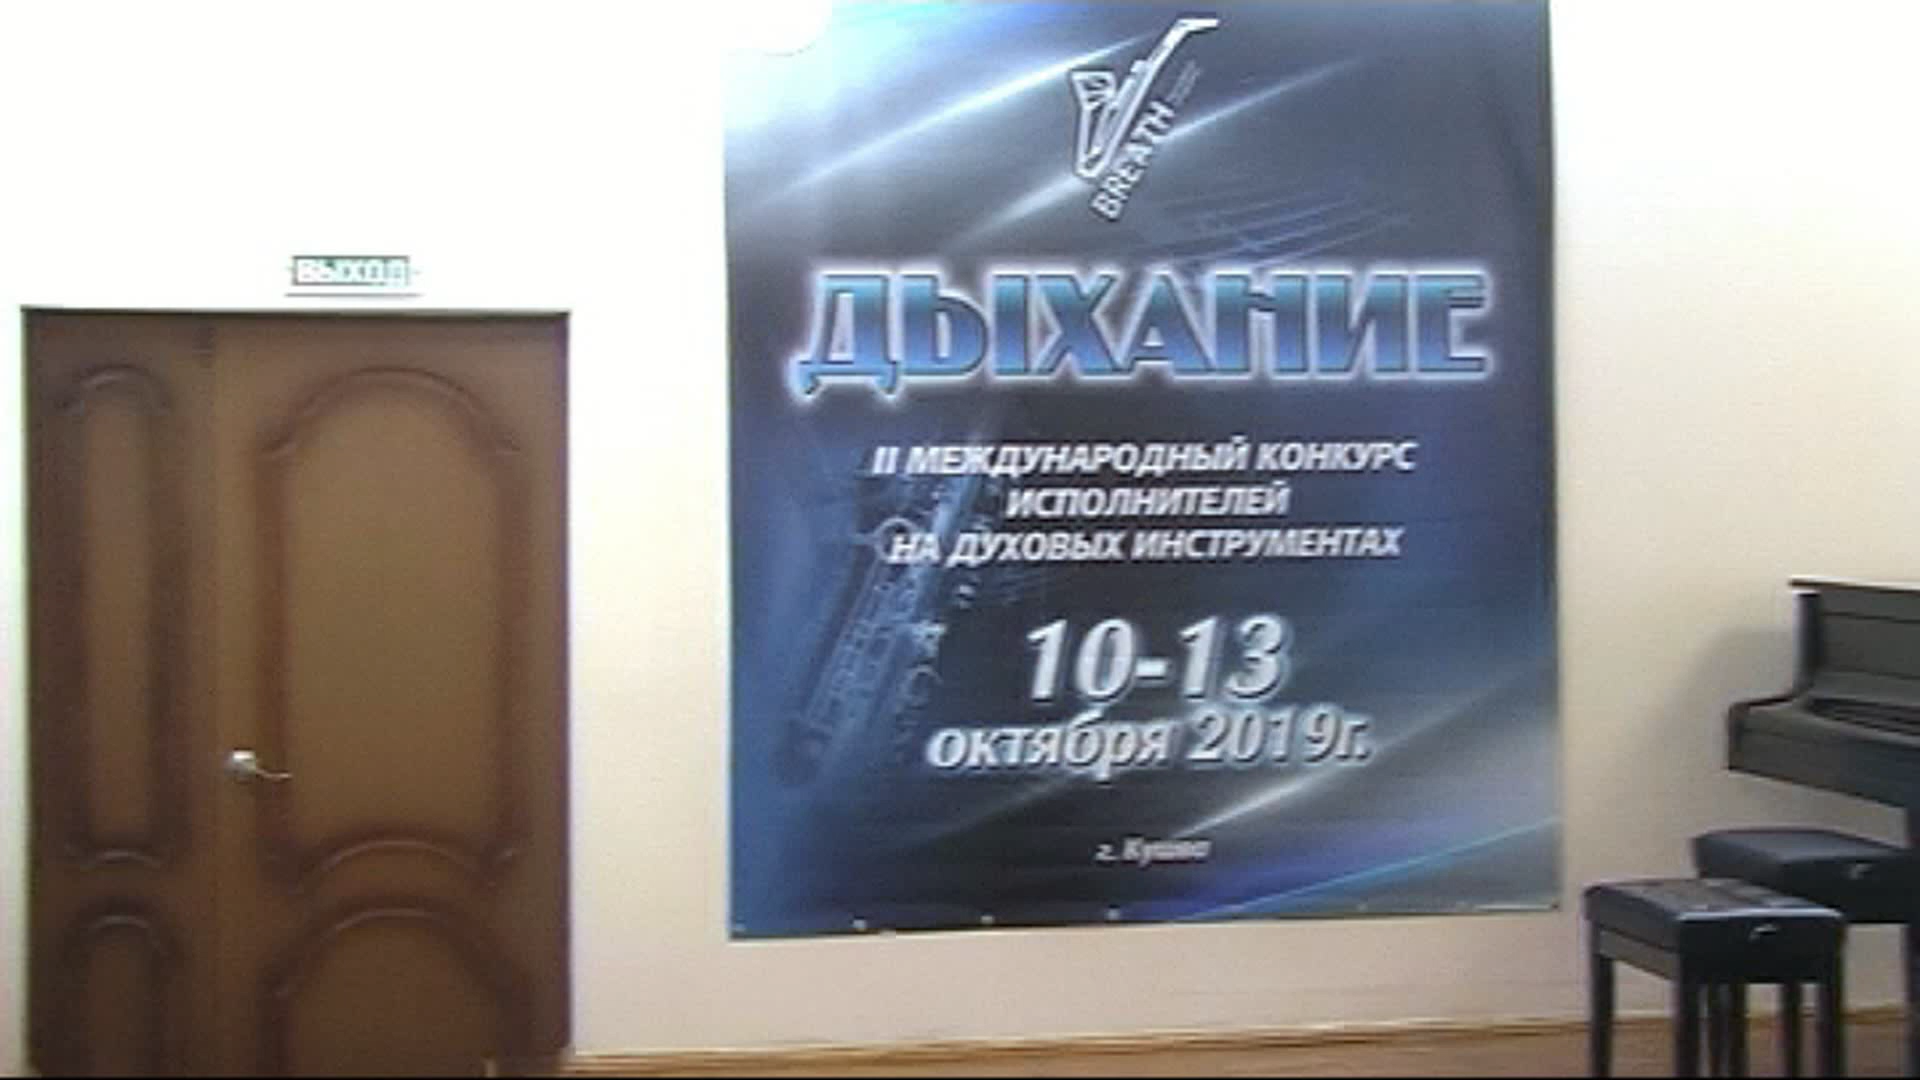 BREATH
ВЫХОД
ДЫХАНИЕ
II МЕЖДУНАРОДНЫЙ КОНКУРС
ИСПОЛНИТЕЛЕЙ
НА ДУХОВЫХ ИНСТРУМЕНТАХ
10-13
октября 2019г.
г. Кушва